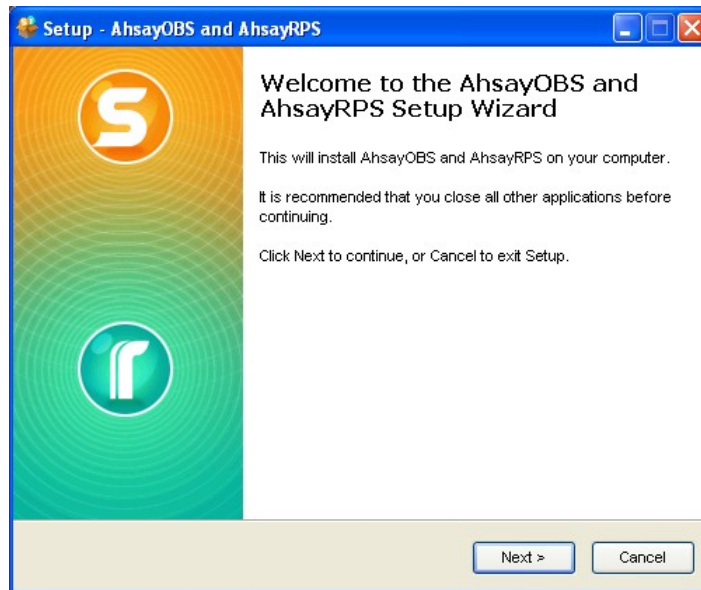 Setup - AhsayOBS and AhsayRPS
S
Welcome to the AhsayOBS and
AhsayRPS Setup Wizard
This will install AhsayOBS and AhsayRPS on your computer.
It is recommended that you close all other applications before
continuing.
Click Next to continue, or Cancel to exit Setup.
r
Next >
Cancel